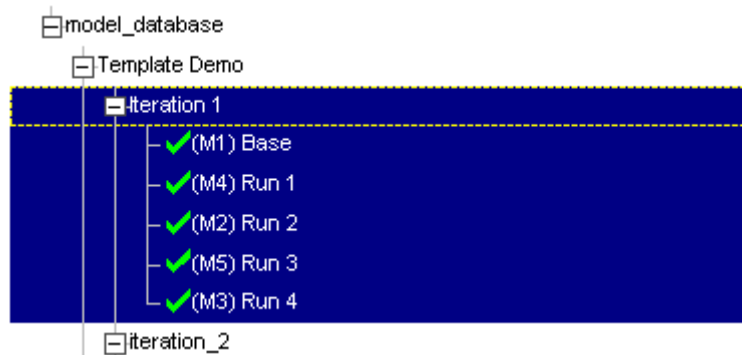 model_database
Template Demo
Iteration 1
(M1) Base
(M4) Run 1
(M2) Run 2
(M5) Run 3
(M3) Run 4
iteration_2